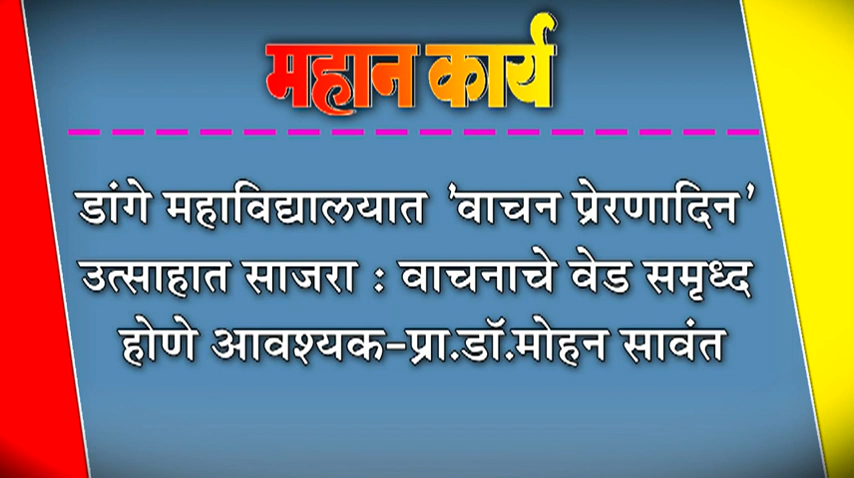 महान कार्य
डांगे महाविद्यालयात 'वाचन प्रेरणादिन'
उत्साहात साजरा : वाचनाचे वेड समृध्द
होणे आवश्यक-प्रा.डॉ.मोहन सावंत